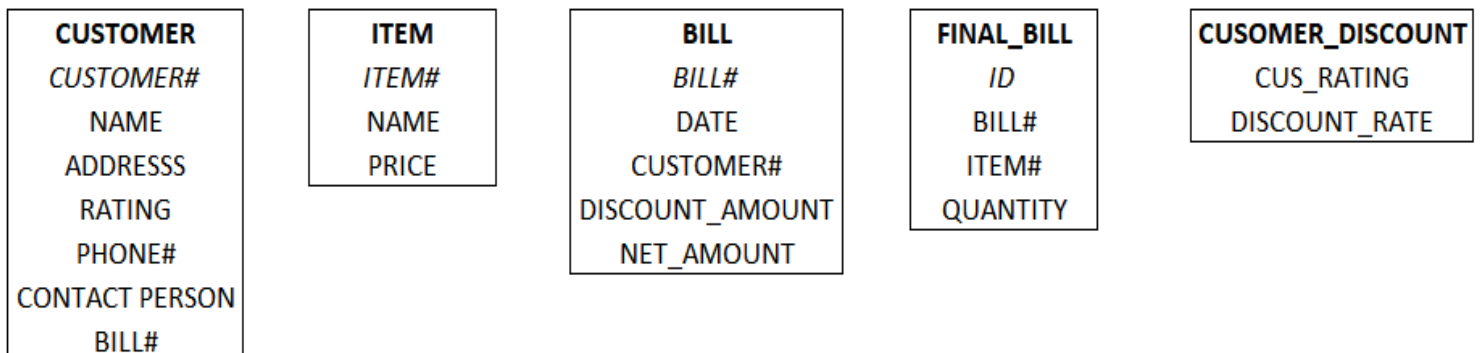 CUSTOMER
CUSTOMER#
NAME
ADDRESSS
RATING
PHONE#
CONTACT PERSON
BILL#
ITEM
ITEM#
NAME
PRICE
BILL
BILL#
DATE
CUSTOMER#
DISCOUNT_AMOUNT
NET_AMOUNT
FINAL_BILL
ID
BILL#
ITEM#
QUANTITY
CUSOMER_DISCOUNT
CUS_RATING
DISCOUNT_RATE